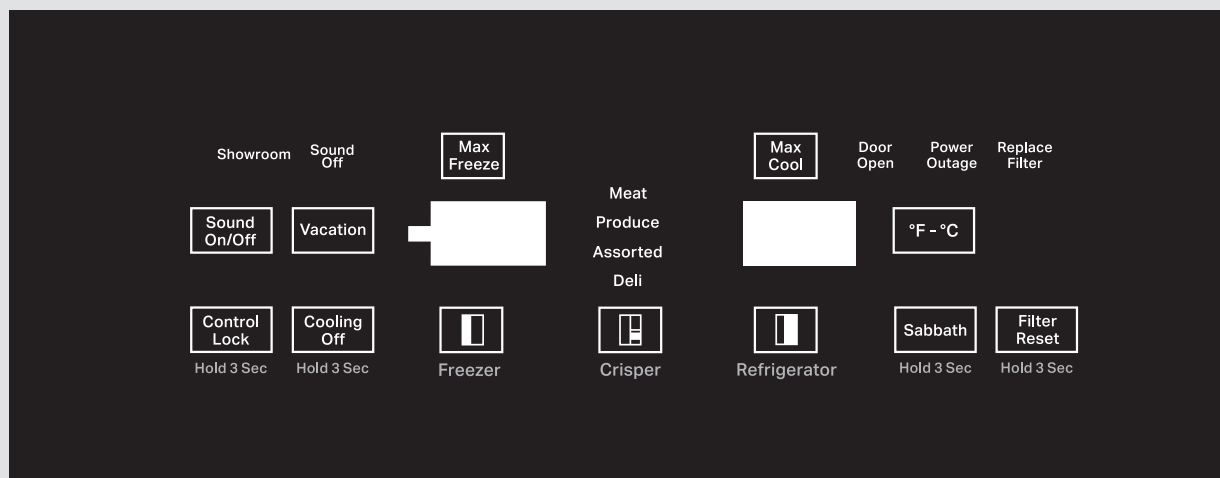 Showroom
Sound
Off
Max
Freeze
Max
Cool
Door
Open
Power
Outage
Replace
Filter
Meat
Produce
Assorted
Deli
Sound
On/Off
Vacation
°F - °C
Control
Lock
Hold 3 Sec
Cooling
Off
Hold 3 Sec
Freezer
Crisper
Refrigerator
Sabbath
Hold 3 Sec
Filter
Reset
Hold 3 Sec